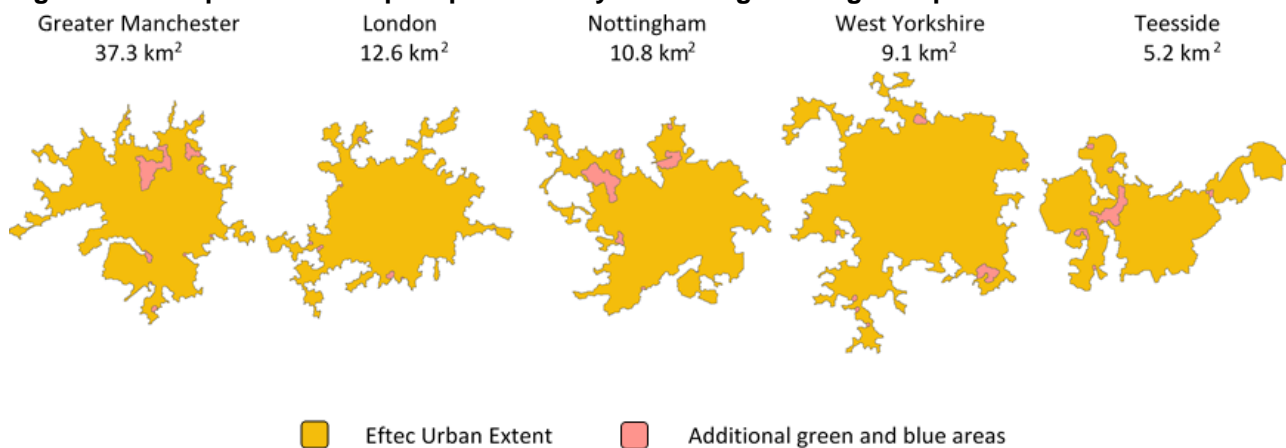 Greater Manchester
37.3 km²
London
12.6 km²
Nottingham
10.8 km²
West Yorkshire
9.1 km²
Teesside
5.2 km²
Eftec Urban Extent
Additional green and blue areas